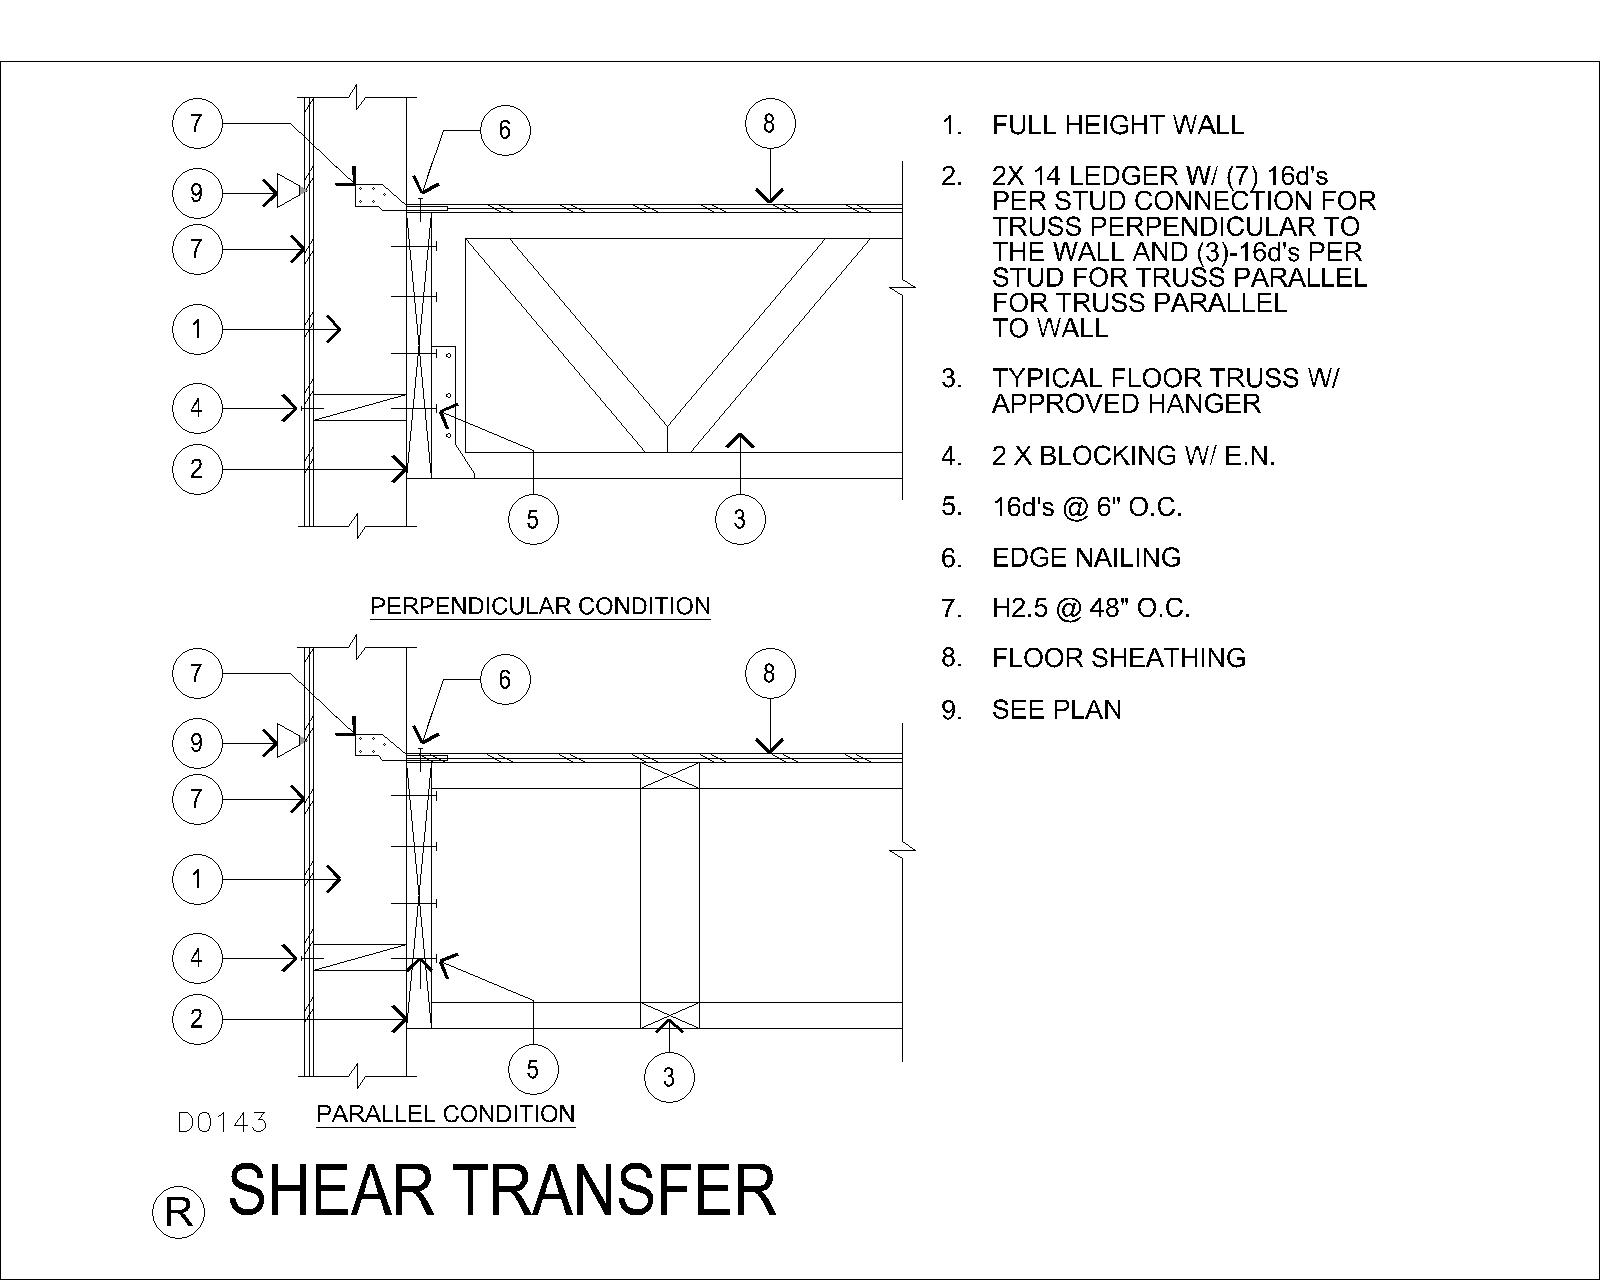 7
6
8
9
7
1
4
2
5
3
PERPENDICULAR CONDITION
7
6
8
9
7
1
4
2
5
3
PARALLEL CONDITION
D0143
R SHEAR TRANSFER
1. FULL HEIGHT WALL
2. 2X 14 LEDGER W/ (7) 16d's
PER STUD CONNECTION FOR
TRUSS PERPENDICULAR TO
THE WALL AND (3)-16d's PER
STUD FOR TRUSS PARALLEL
FOR TRUSS PARALLEL
TO WALL
3. TYPICAL FLOOR TRUSS W/
APPROVED HANGER
4. 2 X BLOCKING W/ E.N.
5. 16d's @ 6" O.C.
6. EDGE NAILING
7. H2.5 @ 48" O.C.
8. FLOOR SHEATHING
9. SEE PLAN